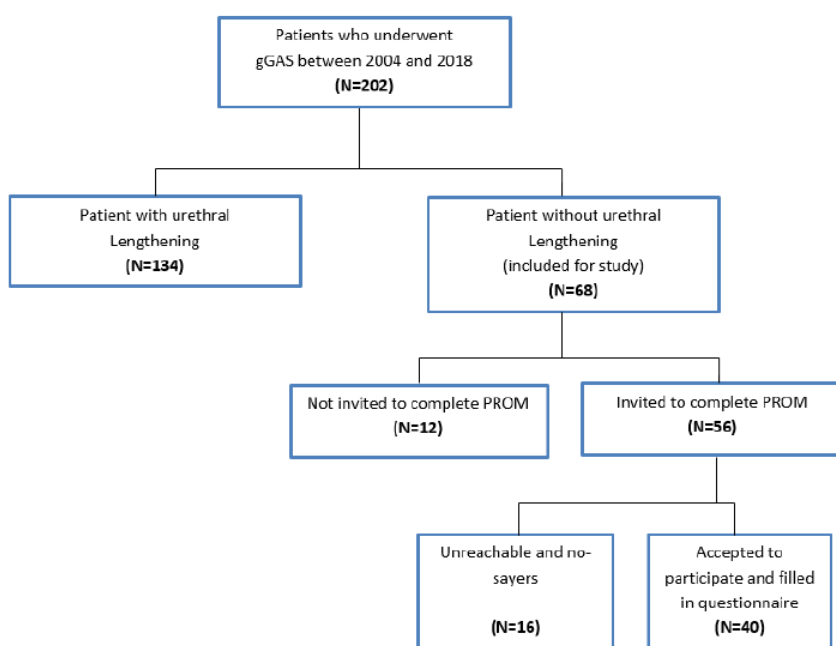 Patients who underwent
gGAS between 2004 and 2018
(N=202)
Patient with urethral
Lengthening
(N=134)
Patient without urethral
Lengthening
(included for study)
(N=68)
Not invited to complete PROM
(N=12)
Invited to complete PROM
(N=56)
Unreachable and no-
sayers
(N=16)
Accepted to
participate and filled
in questionnaire
(N=40)